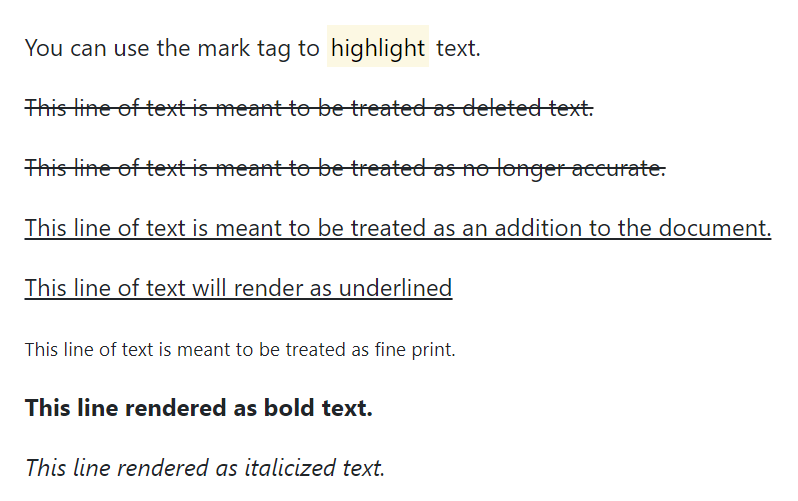 You can use the mark tag to highlight text.
This line of text is meant to be treated as deleted text.
This line of text is meant to be treated as no longer accurate.
This line of text is meant to be treated as an addition to the document.
This line of text will render as underlined
This line of text is meant to be treated as fine print.
This line rendered as bold text.
This line rendered as italicized text.